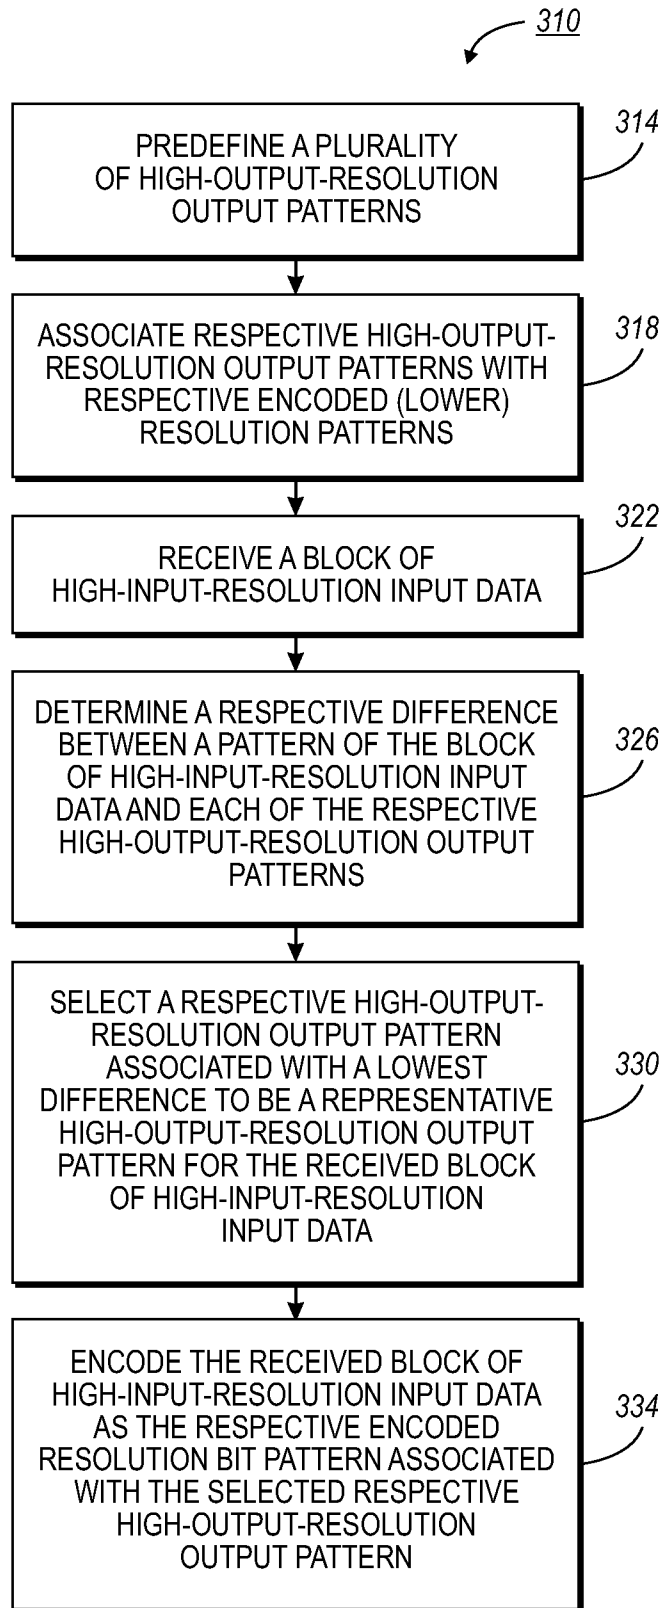 310
314
PREDEFINE A PLURALITY
OF HIGH-OUTPUT-RESOLUTION
OUTPUT PATTERNS
318
ASSOCIATE RESPECTIVE HIGH-OUTPUT-
RESOLUTION OUTPUT PATTERNS WITH
RESPECTIVE ENCODED (LOWER)
RESOLUTION PATTERNS
322
RECEIVE A BLOCK OF
HIGH-INPUT-RESOLUTION INPUT DATA
326
DETERMINE A RESPECTIVE DIFFERENCE
BETWEEN A PATTERN OF THE BLOCK
OF HIGH-INPUT-RESOLUTION INPUT
DATA AND EACH OF THE RESPECTIVE
HIGH-OUTPUT-RESOLUTION OUTPUT
PATTERNS
330
SELECT A RESPECTIVE HIGH-OUTPUT-
RESOLUTION OUTPUT PATTERN
ASSOCIATED WITH A LOWEST
DIFFERENCE TO BE A REPRESENTATIVE
HIGH-OUTPUT-RESOLUTION OUTPUT
PATTERN FOR THE RECEIVED BLOCK
OF HIGH-INPUT-RESOLUTION
INPUT DATA
334
ENCODE THE RECEIVED BLOCK OF
HIGH-INPUT-RESOLUTION INPUT DATA
AS THE RESPECTIVE ENCODED
RESOLUTION BIT PATTERN ASSOCIATED
WITH THE SELECTED RESPECTIVE
HIGH-OUTPUT-RESOLUTION
OUTPUT PATTERN